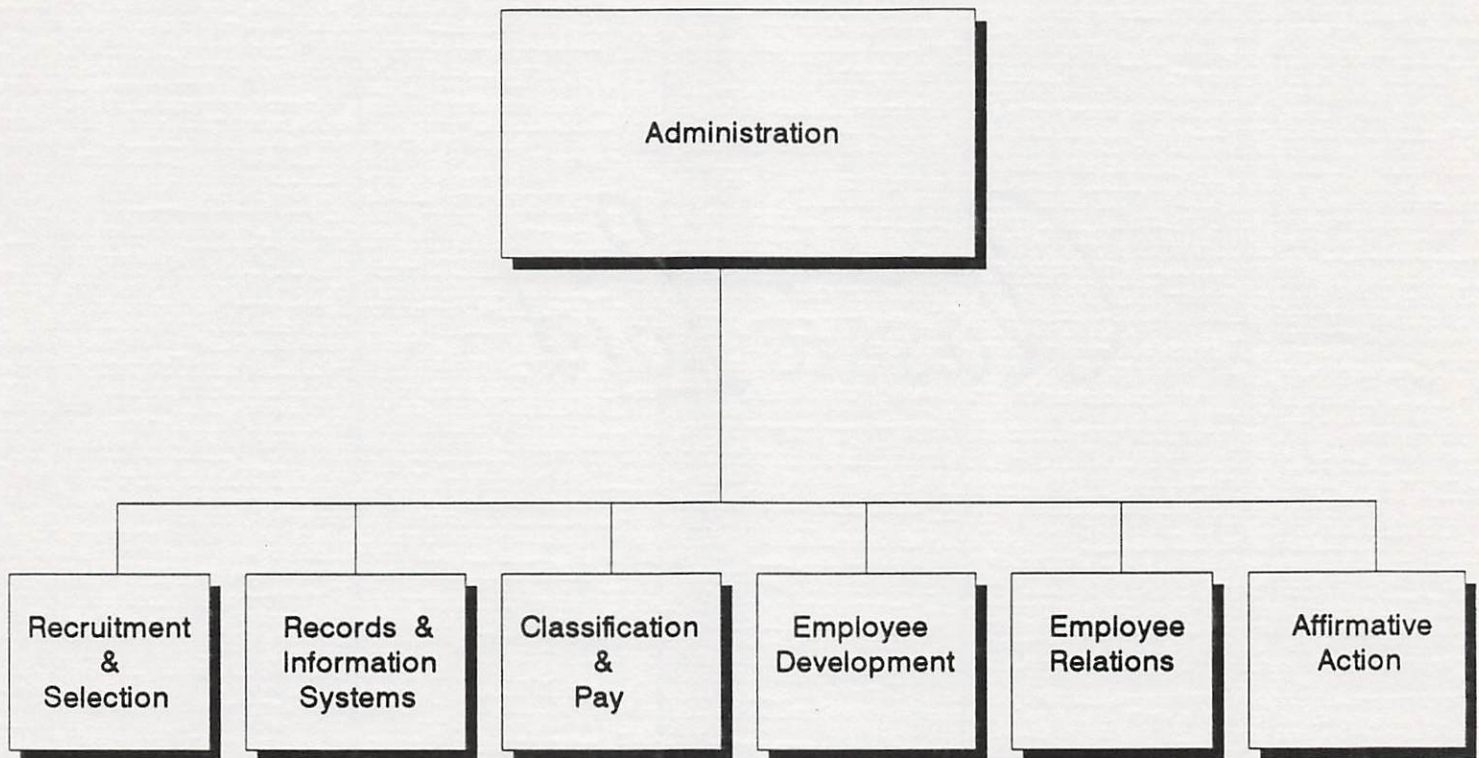 Administration
Recruitment
&
Selection
Records &
Information
Systems
Classification
&
Pay
Employee
Development
Employee
Relations
Affirmative
Action